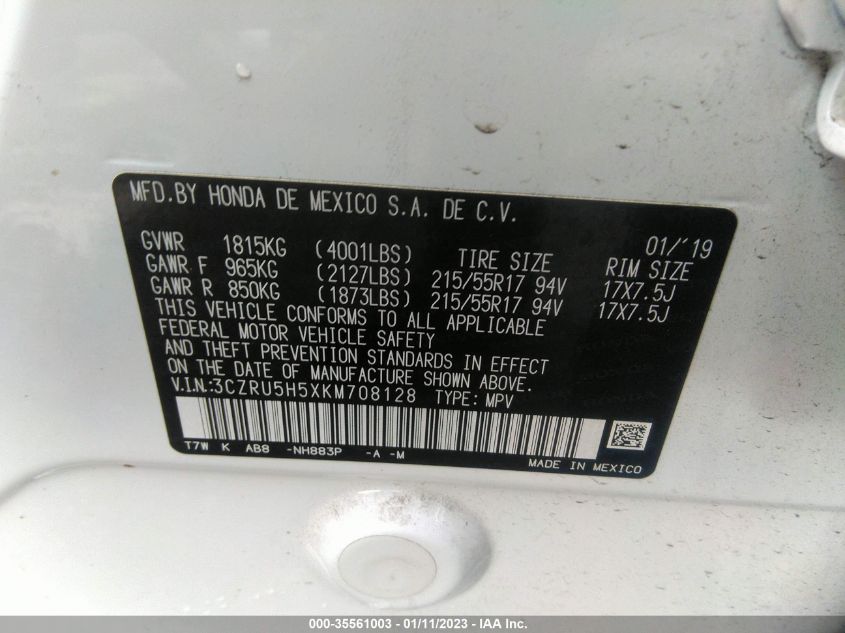 MFD.BY HONDA DE MEXICO S.A. DE C.V.
01/'19
GVWR 1815KG (4001LBS) TIRE SIZE RIM SIZE
GAWR F 965KG (2127LBS) 215/55R17 94V 17X7.5J
GAWR R 850KG (1873LBS) 215/55R17 94V 17X7.5J
THIS VEHICLE CONFORMS TO ALL APPLICABLE
FEDERAL MOTOR VEHICLE SAFETY
AND THEFT PREVENTION STANDARDS IN EFFECT
ON THE DATE OF MANUFACTURE SHOWN ABOVE.
V.I.N:3CZRU5H5XKM708128 TYPE: MPV
T7W K AB8 -NH883P -A -M
MADE IN MEXICO
000-35561003 - 01/11/2023 - IAA Inc.